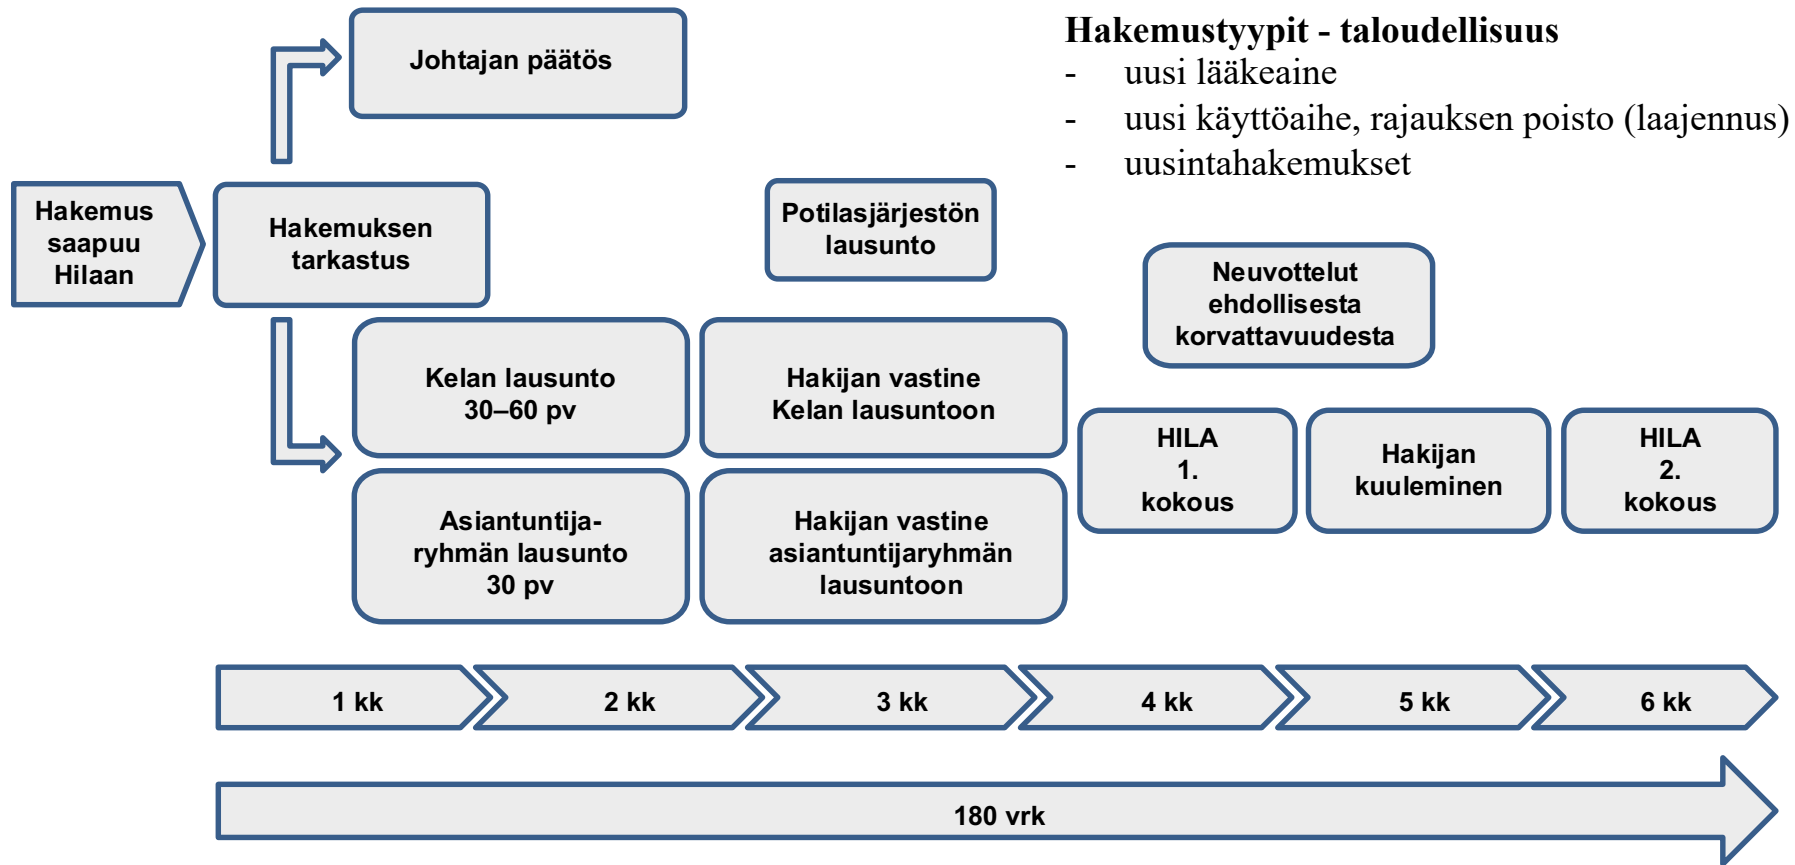 Hakemustyypit - taloudellisuus
- uusi lääkeaine
- uusi käyttöaihe, rajauksen poisto (laajennus)
- uusintahakemukset
Johtajan päätös
Hakemus
saapuu
Hilaan
Hakemuksen
tarkastus
Potilasjärjestön
lausunto
Neuvottelut
ehdollisesta
korvattavuudesta
Kelan lausunto
30–60 pv
Hakijan vastine
Kelan lausuntoon
Asiantuntija-
ryhmän lausunto
30 pv
Hakijan vastine
asiantuntijaryhmän
lausuntoon
HILA
1.
kokous
Hakijan
kuuleminen
HILA
2.
kokous
1 kk
2 kk
3 kk
4 kk
5 kk
6 kk
180 vrk